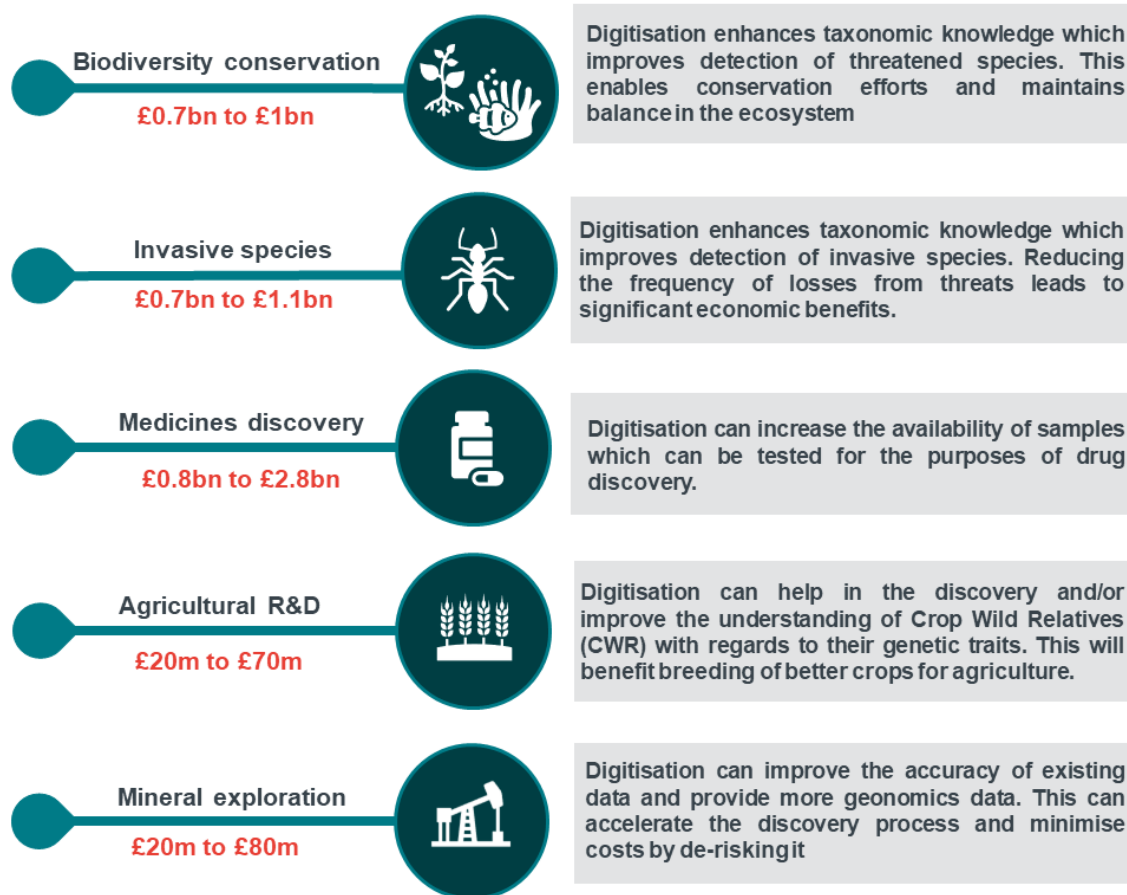 Biodiversity conservation
£0.7bn to £1bn
Digitisation enhances taxonomic knowledge which
improves detection of threatened species. This
enables conservation efforts and maintains
balance in the ecosystem
Invasive species
£0.7bn to £1.1bn
Digitisation enhances taxonomic knowledge which
improves detection of invasive species. Reducing
the frequency of losses from threats leads to
significant economic benefits.
Medicines discovery
£0.8bn to £2.8bn
Digitisation can increase the availability of samples
which can be tested for the purposes of drug
discovery.
Agricultural R&D
£20m to £70m
Digitisation can help in the discovery and/or
improve the understanding of Crop Wild Relatives
(CWR) with regards to their genetic traits. This will
benefit breeding of better crops for agriculture.
Mineral exploration
£20m to £80m
Digitisation can improve the accuracy of existing
data and provide more geonomics data. This can
accelerate the discovery process and minimise
costs by de-risking it